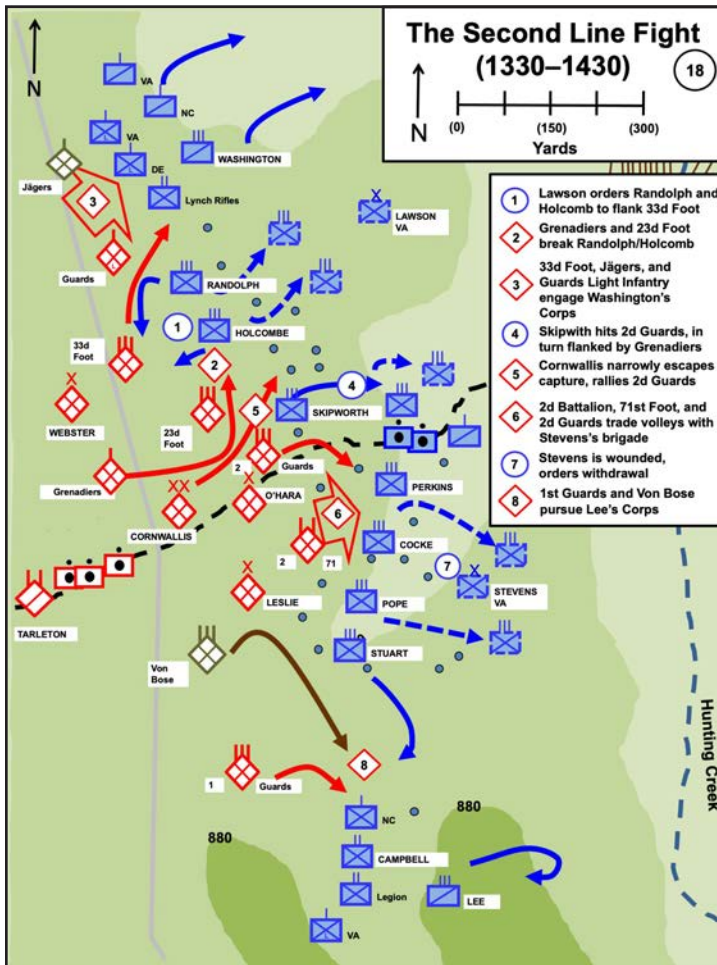 The Second Line Fight
(1330–1430)
18
N
(0)
(150)
(300)
Yards
N
1 Lawson orders Randolph and
Holcomb to flank 33d Foot
2 Grenadiers and 23d Foot
break Randolph/Holcomb
3 33d Foot, Jägers, and
Guards Light Infantry
engage Washington's
Corps
4 Skipwith hits 2d Guards, in
turn flanked by Grenadiers
5 Cornwallis narrowly escapes
capture, rallies 2d Guards
6 2d Battalion, 71st Foot, and
2d Guards trade volleys with
Stevens's brigade
7 Stevens is wounded,
orders withdrawal
8 1st Guards and Von Bose
pursue Lee's Corps
VA
NC
VA
WASHINGTON
DE
Jägers
3
Lynch Rifles
X
LAWSON
VA
L
Guards
RANDOLPH
1
HOLCOMBE
33d
Foot
2
4
X
WEBSTER
23d
Foot
5
SKIPWORTH
2
Guards
Grenadiers
X
O'HARA
PERKINS
XX
CORNWALLIS
6
2
71
COCKE
7
X
STEVENS
VA
TARLETON
X
LESLIE
POPE
Von
Bose
STUART
8
1
Guards
NC
880
880
CAMPBELL
Legion
LEE
VA
Hunting Creek